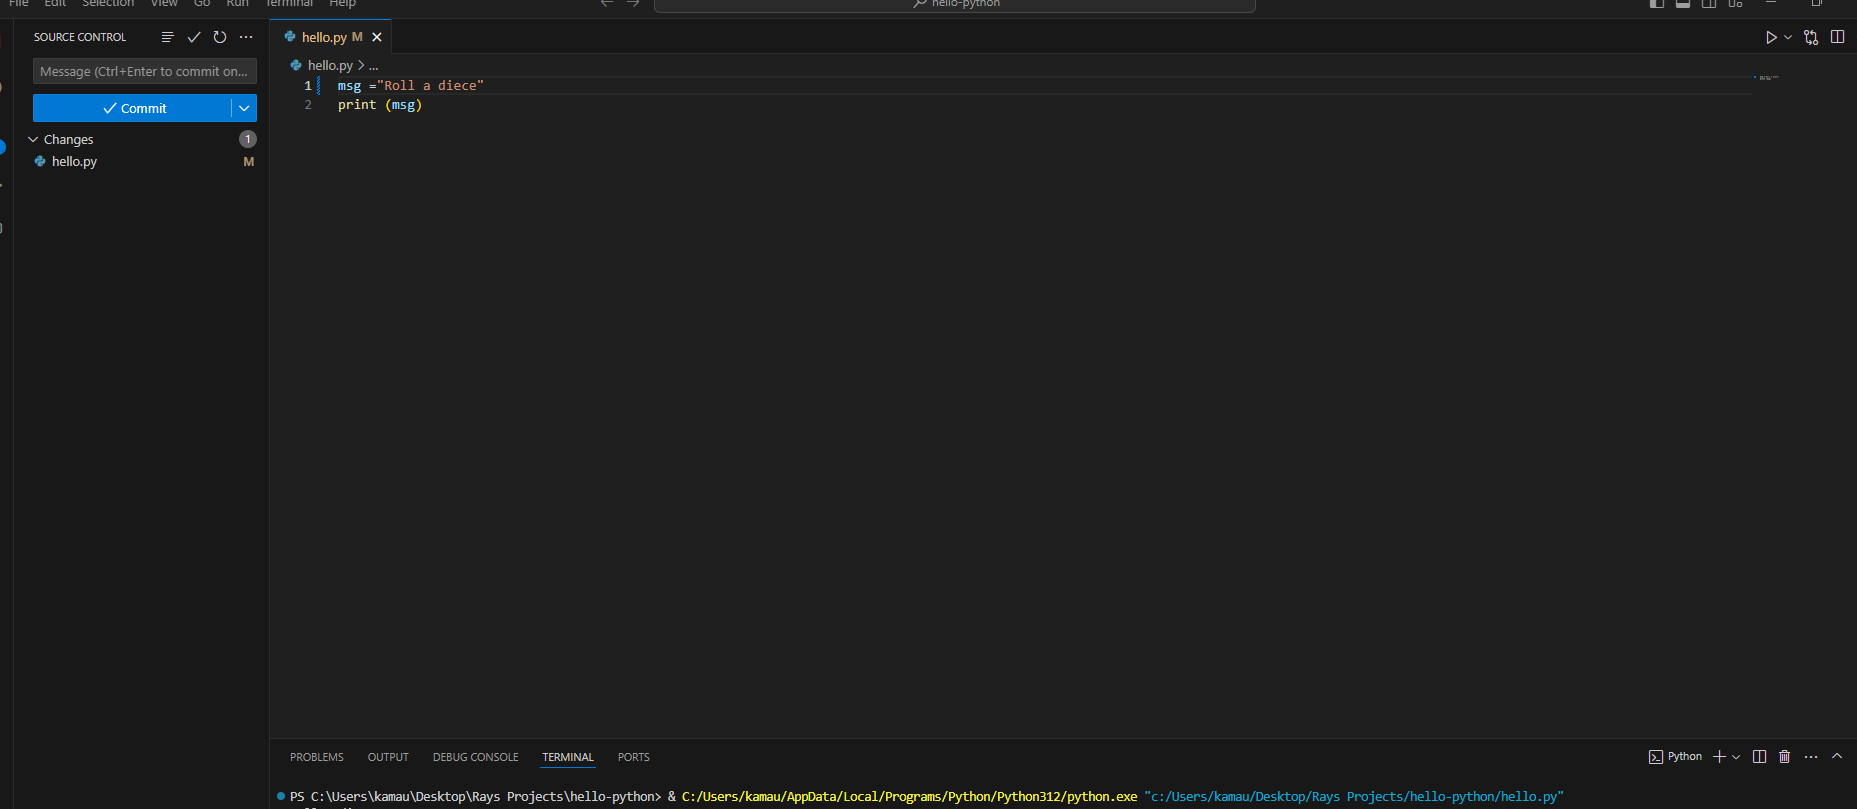 File Edit Selection View Go Run Terminal Help
hello-python
SOURCE CONTROL
hello.py M
Message (Ctrl+Enter to commit on...
hello.py > ...
Commit
1 msg ="Roll a diece"
2 print (msg)
Changes 1
hello.py M
PROBLEMS OUTPUT DEBUG CONSOLE TERMINAL PORTS
Python
PS C:\Users\kamau\Desktop\Rays Projects\hello-python> & C:/Users/kamau/AppData/Local/Programs/Python/Python312/python.exe "c:/Users/kamau/Desktop/Rays Projects/hello-python/hello.py"